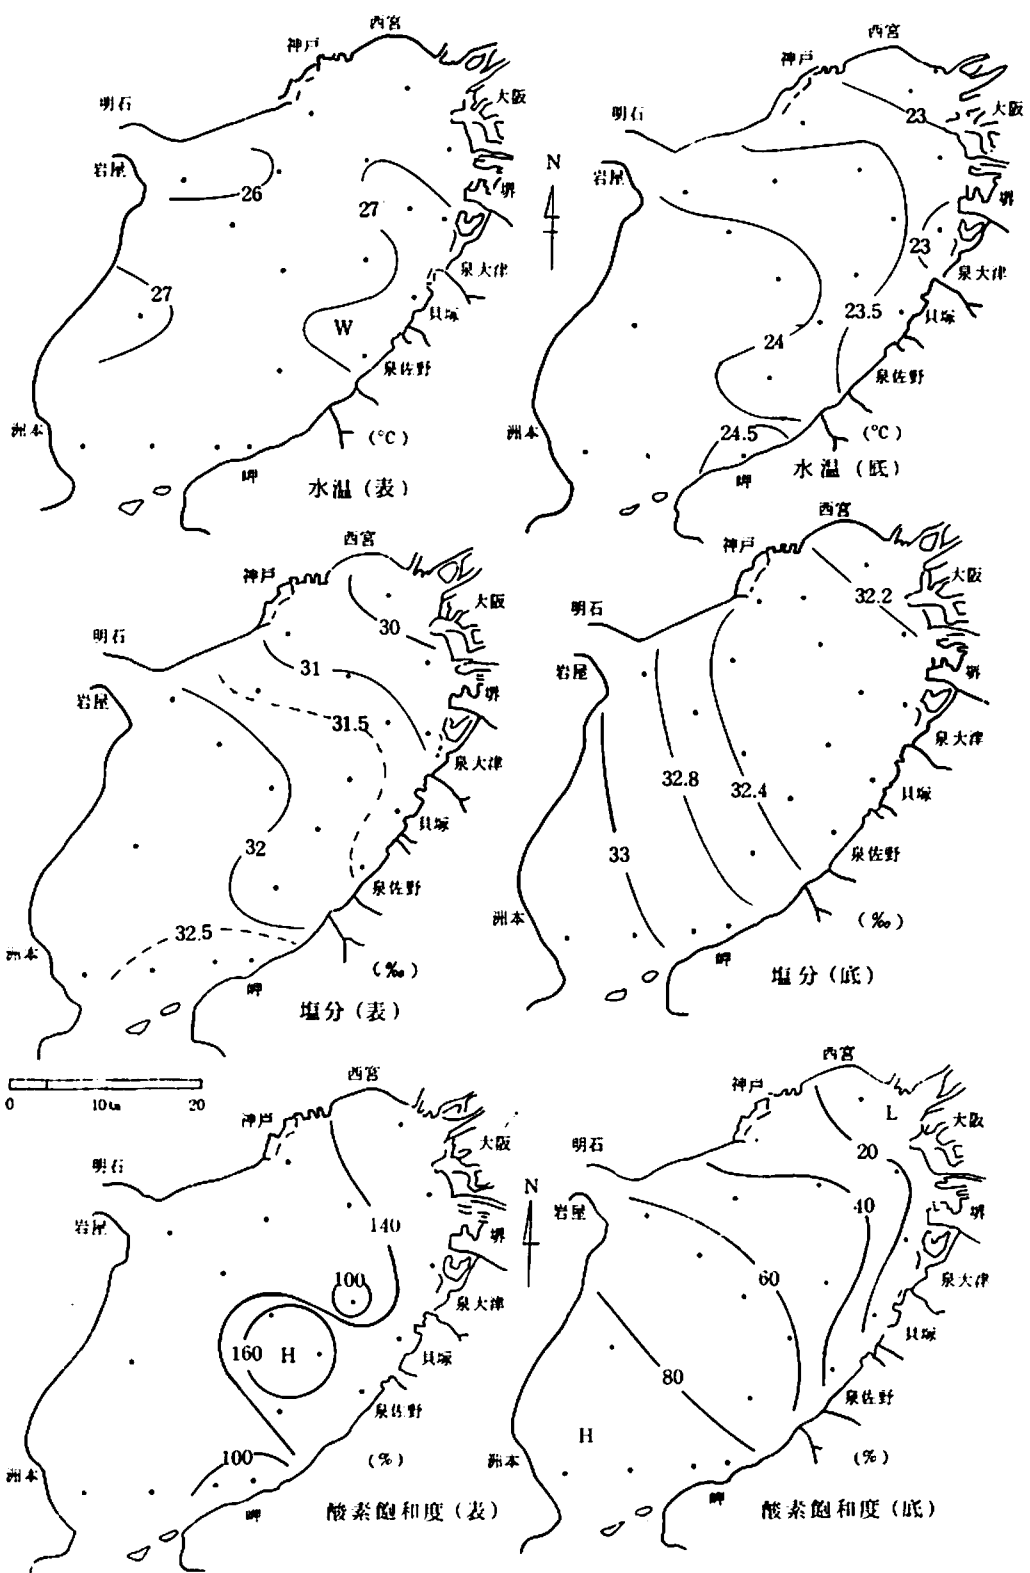 西宮
神戸
明石
大阪
岩屋
26
堺
27
泉大津
27
貝塚
W
泉佐野
洲本
(°C)
岬
水温(表)
西宮
神戸
23
大阪
明石
岩屋
N
堺
23
泉大津
23.5
貝塚
24
泉佐野
洲本
24.5
(°C)
岬
水温(底)
西宮
神戸
大阪
明石
30
31
岩屋
堺
31.5
泉大津
貝塚
32
泉佐野
32.5
洲本
(‰)
岬
塩分(表)
西宮
神戸
大阪
32.2
明石
岩屋
堺
泉大津
32.8
32.4
貝塚
33
泉佐野
洲本
(‰)
岬
塩分(底)
0 10km 20
西宮
神戸
大阪
明石
岩屋
140
堺
100
泉大津
160
H
貝塚
泉佐野
100
洲本
(%)
岬
酸素飽和度(表)
西宮
神戸
L
大阪
明石
20
N
岩屋
40
堺
60
泉大津
貝塚
80
泉佐野
H
洲本
(%)
岬
酸素飽和度(底)